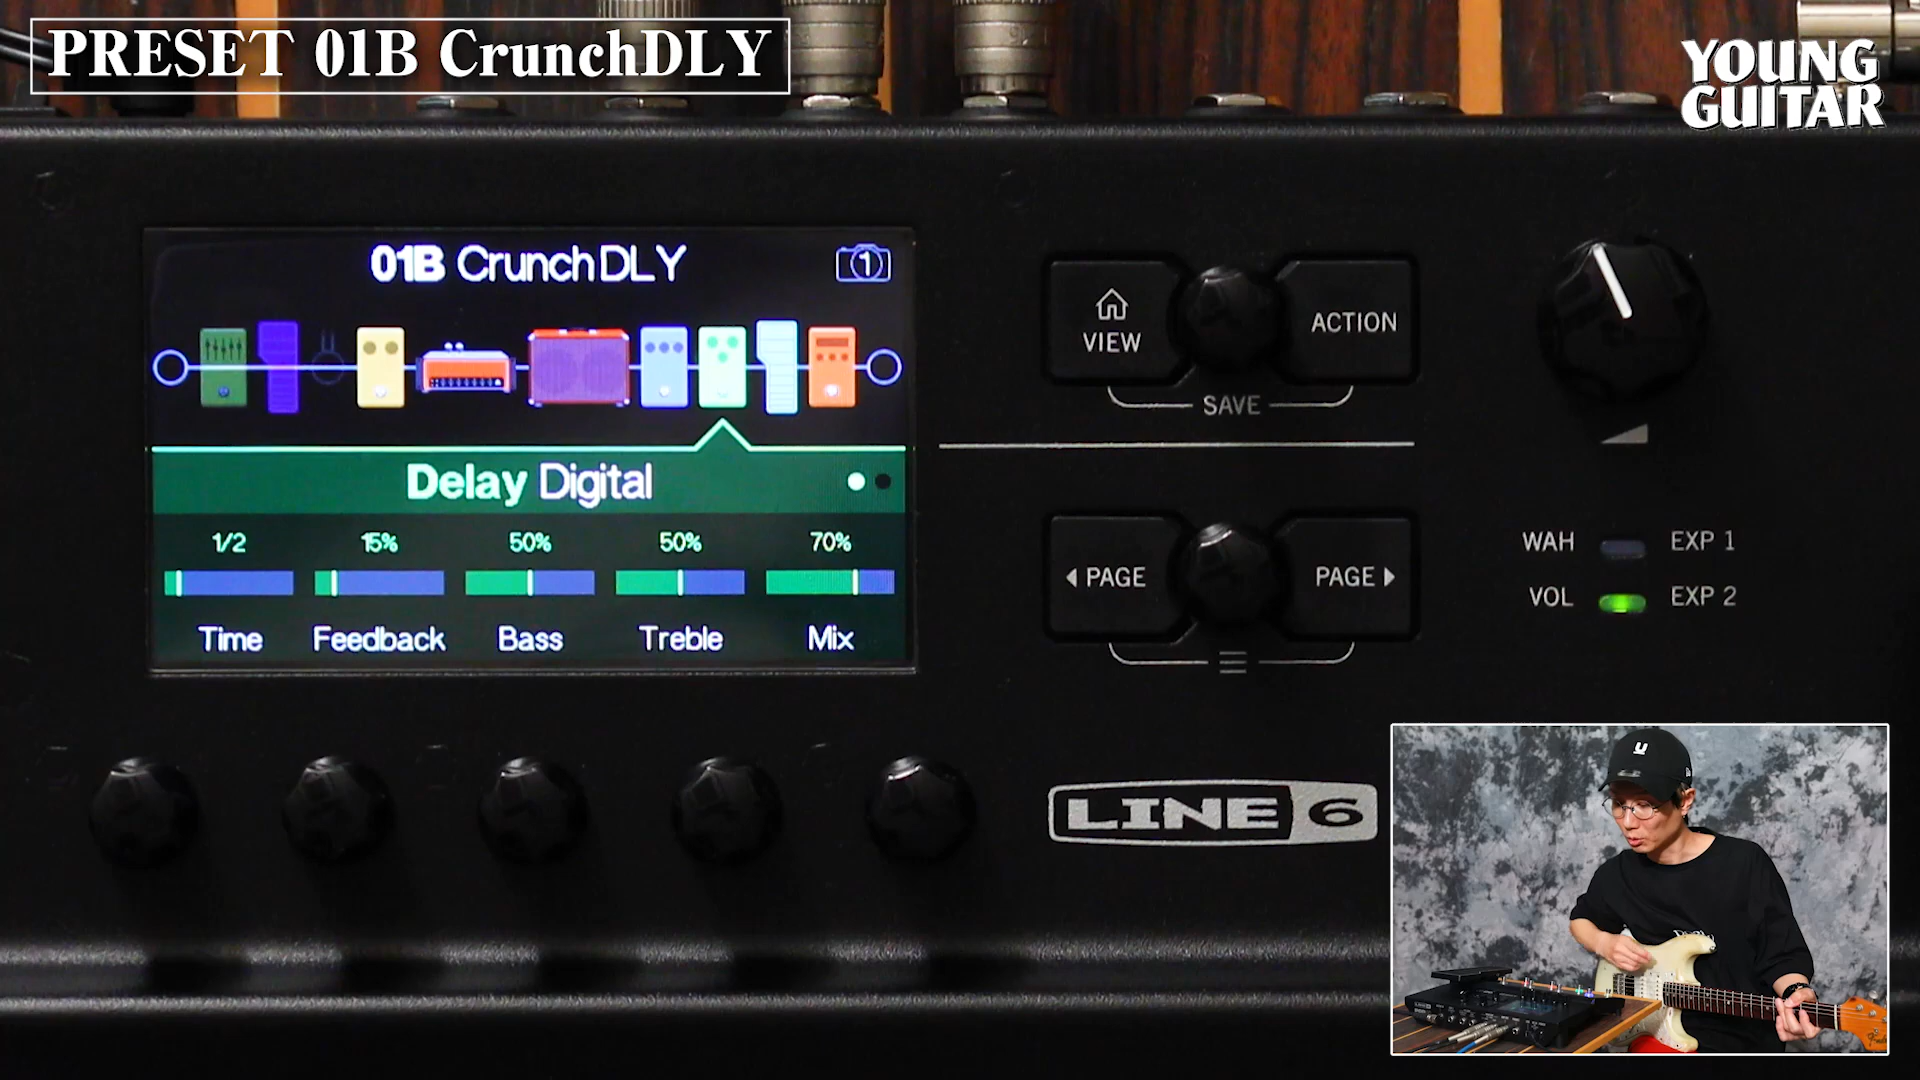 PRESET 01B CrunchDLY
YOUNG
GUITAR
01B CrunchDLY
1
Delay Digital
1/2
15%
50%
50%
70%
Time
Feedback
Bass
Treble
Mix
VIEW
ACTION
SAVE
PAGE
PAGE
WAH
EXP 1
VOL
EXP 2
LINE 6